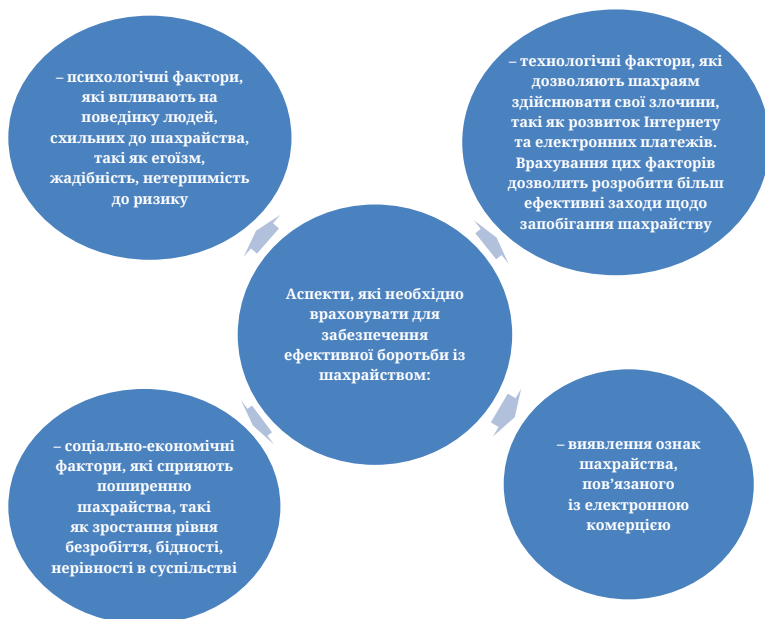 – психологічні фактори,
які впливають на
поведінку людей,
схильних до шахрайства,
такі як егоїзм,
жадібність, нетерпимість
до ризику
– технологічні фактори, які
дозволяють шахраям
здійснювати свої злочини,
такі як розвиток Інтернету
та електронних платежів.
Врахування цих факторів
дозволить розробити більш
ефективні заходи щодо
запобігання шахрайству
Аспекти, які необхідно
враховувати для
забезпечення
ефективної боротьби із
шахрайством:
– соціально-економічні
фактори, які сприяють
поширенню
шахрайства, такі
як зростання рівня
безробіття, бідності,
нерівності в суспільстві
– виявлення ознак
шахрайства,
пов’язаного
із електронною
комерцією